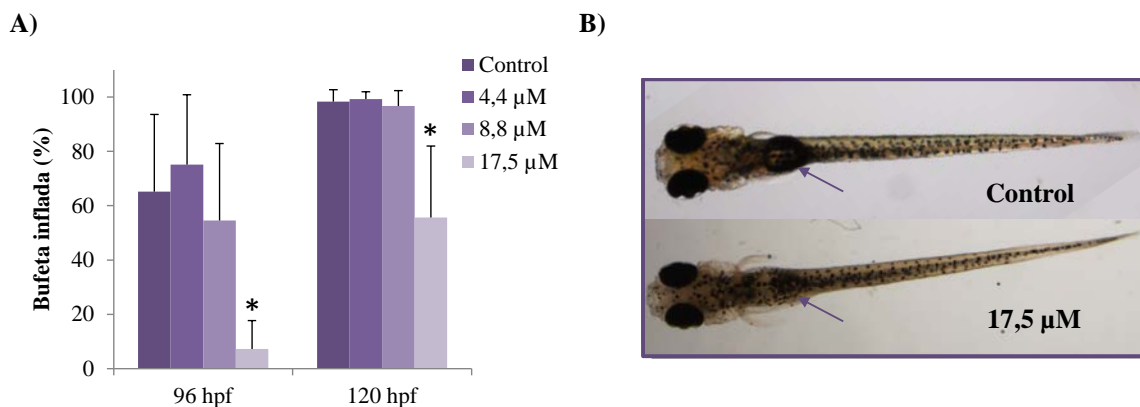 A)
B)
Control
4,4 µM
8,8 µM
17,5 µM
Bufeta inflada (%)
100
80
60
40
20
0
*
*
96 hpf
120 hpf
Control
17,5 µM